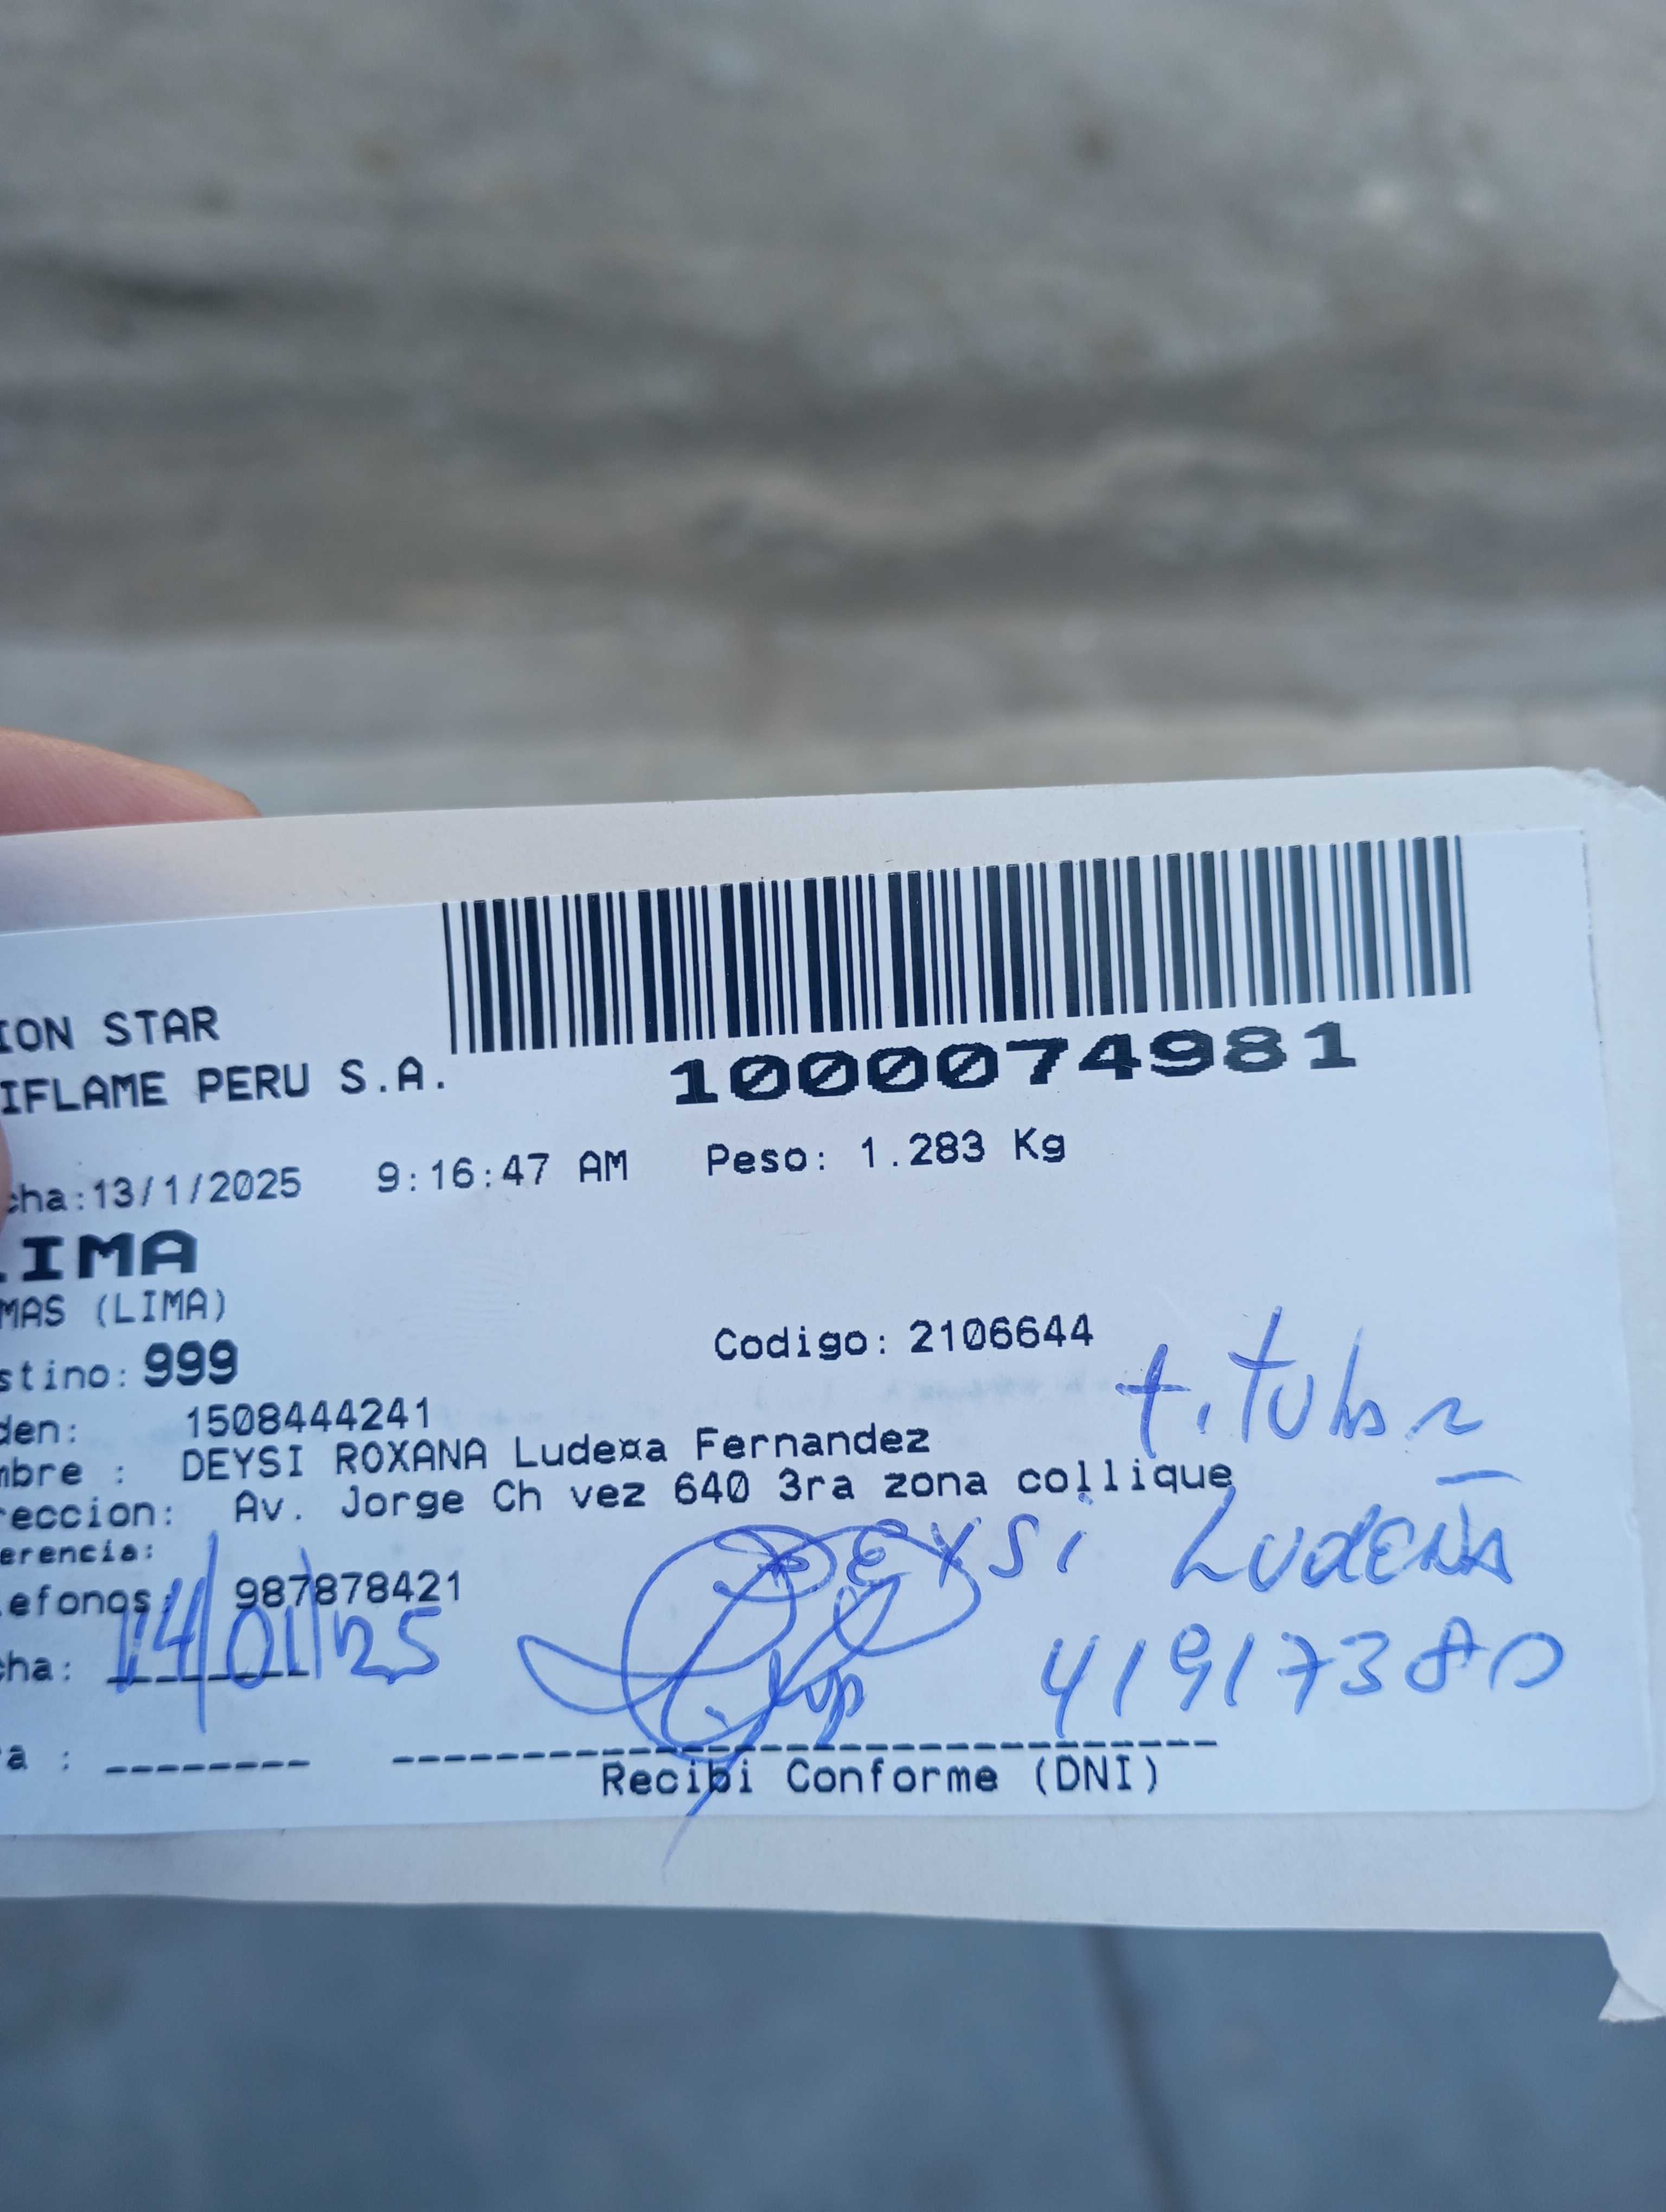 1000074981
ION STAR
IFLAME PERU S.A.
cha:13/1/2025 9:16:47 AM Peso: 1.283 Kg
LIMA
MAS (LIMA)
stino: 999 Codigo: 2106644
titular
den: 1508444241
mbre : DEYSI ROXANA Lude¤a Fernandez
reccion: Av. Jorge Ch vez 640 3ra zona collique
erencia:
Deysi Ludeña
efonos: 987878421
cha: 14/01/25 41917380
a :
Recibi Conforme (DNI)